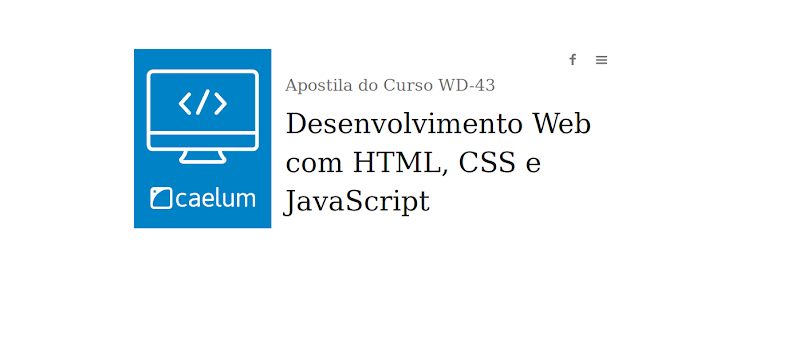 Apostila do Curso WD-43
Desenvolvimento Web
com HTML, CSS e
JavaScript
</>
caelum